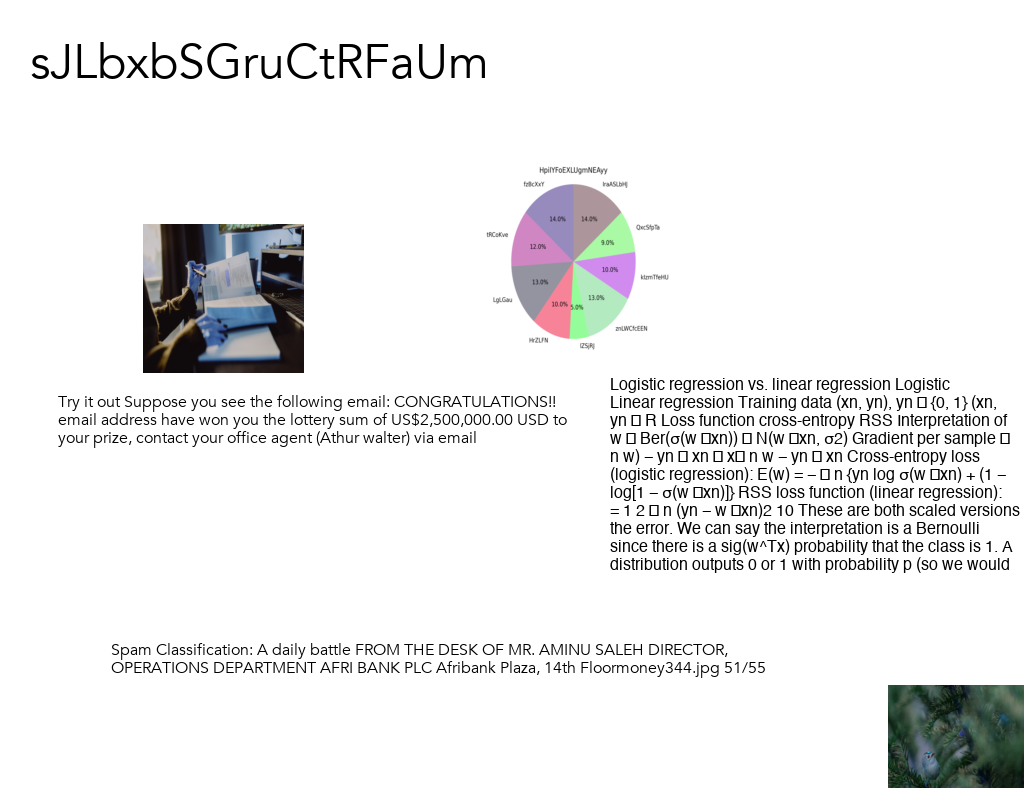 sJLbxbSGruCtRFaUm
HpiIYFoEXLUgmNEAyy
fzBcXxY
IraASLbHJ
14.0%
14.0%
QxcSfpTa
tRCoKve
9.0%
12.0%
10.0%
kIzmTfeHU
13.0%
13.0%
LgLGau
10.0%
5.0%
znLWCfcEEN
HrZLFN
IZSjRJ
Try it out Suppose you see the following email: CONGRATULATIONS!!
email address have won you the lottery sum of US$2,500,000.00 USD to
your prize, contact your office agent (Athur walter) via email
Logistic regression vs. linear regression Logistic
Linear regression Training data (xn, yn), yn □ {0, 1} (xn,
yn □ R Loss function cross-entropy RSS Interpretation of
w □ Ber(σ(w □xn)) □ N(w □xn, σ2) Gradient per sample □
n w) − yn □ xn □ x□ n w − yn □ xn Cross-entropy loss
(logistic regression): E(w) = − □ n {yn log σ(w □xn) + (1 −
log[1 − σ(w □xn)]} RSS loss function (linear regression):
= 1 2 □ n (yn − w □xn)2 10 These are both scaled versions
the error. We can say the interpretation is a Bernoulli
since there is a sig(w^Tx) probability that the class is 1. A
distribution outputs 0 or 1 with probability p (so we would
Spam Classification: A daily battle FROM THE DESK OF MR. AMINU SALEH DIRECTOR,
OPERATIONS DEPARTMENT AFRI BANK PLC Afribank Plaza, 14th Floormoney344.jpg 51/55